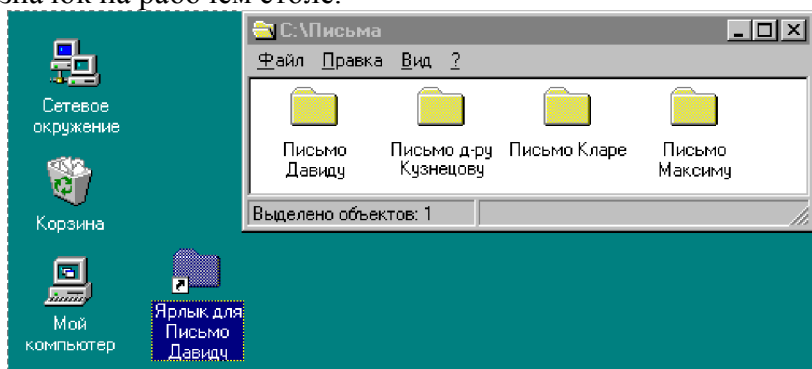 значок на рабочем столе.
C:\Письма
Файл Правка Вид ?
Сетевое
окружение
Письмо
Давиду
Письмо д-ру
Кузнецову
Письмо Кларе
Письмо
Максиму
Корзина
Выделено объектов: 1
Мой
компьютер
Ярлык для
Письмо
Давиду